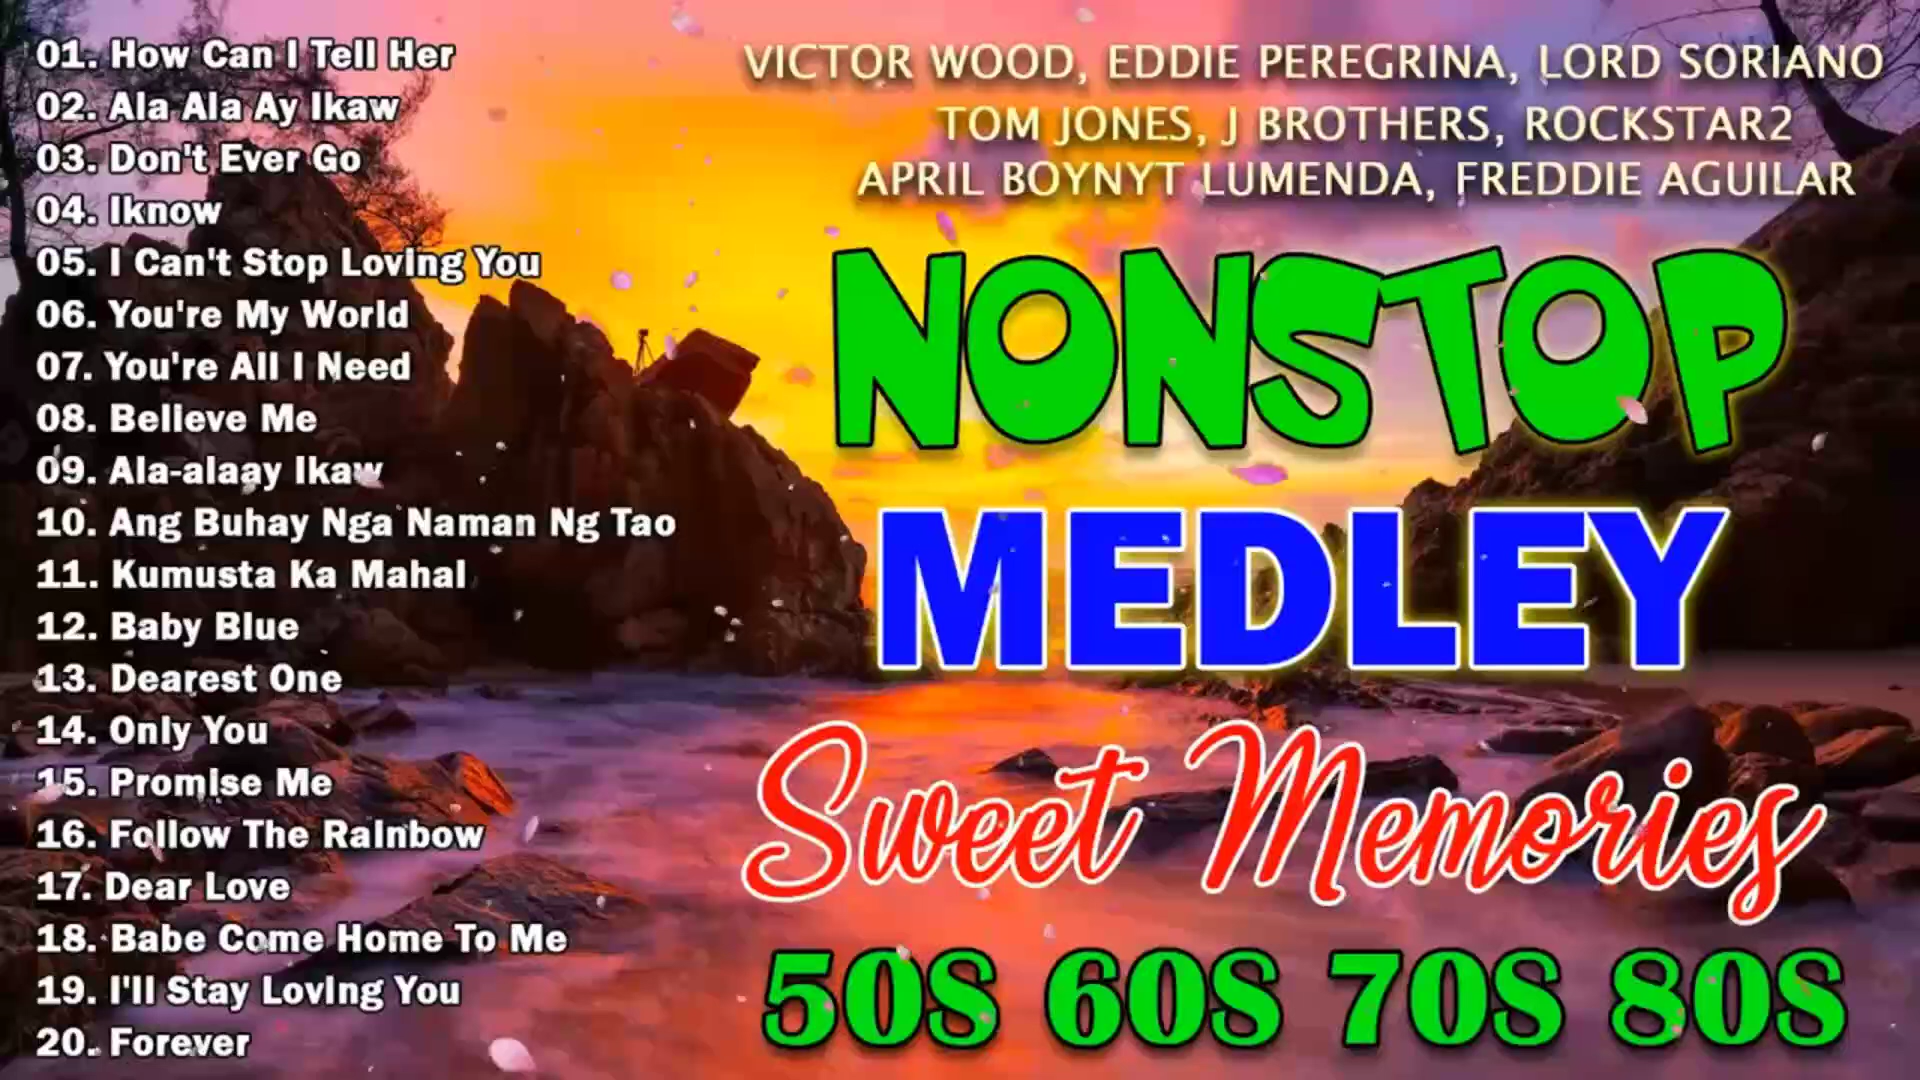 01. How Can I Tell Her
02. Ala Ala Ay Ikaw
03. Don't Ever Go
04. Iknow
05. I Can't Stop Loving You
06. You're My World
07. You're All I Need
08. Believe Me
09. Ala-alaay Ikaw
10. Ang Buhay Nga Naman Ng Tao
11. Kumusta Ka Mahal
12. Baby Blue
13. Dearest One
14. Only You
15. Promise Me
16. Follow The Rainbow
17. Dear Love
18. Babe Come Home To Me
19. I'll Stay Loving You
20. Forever
VICTOR WOOD, EDDIE PEREGRINA, LORD SORIANO
TOM JONES, J BROTHERS, ROCKSTAR2
APRIL BOYNYT LUMENDA, FREDDIE AGUILAR
NONSTOP
MEDLEY
Sweet Memories
50S 60S 70S 80S